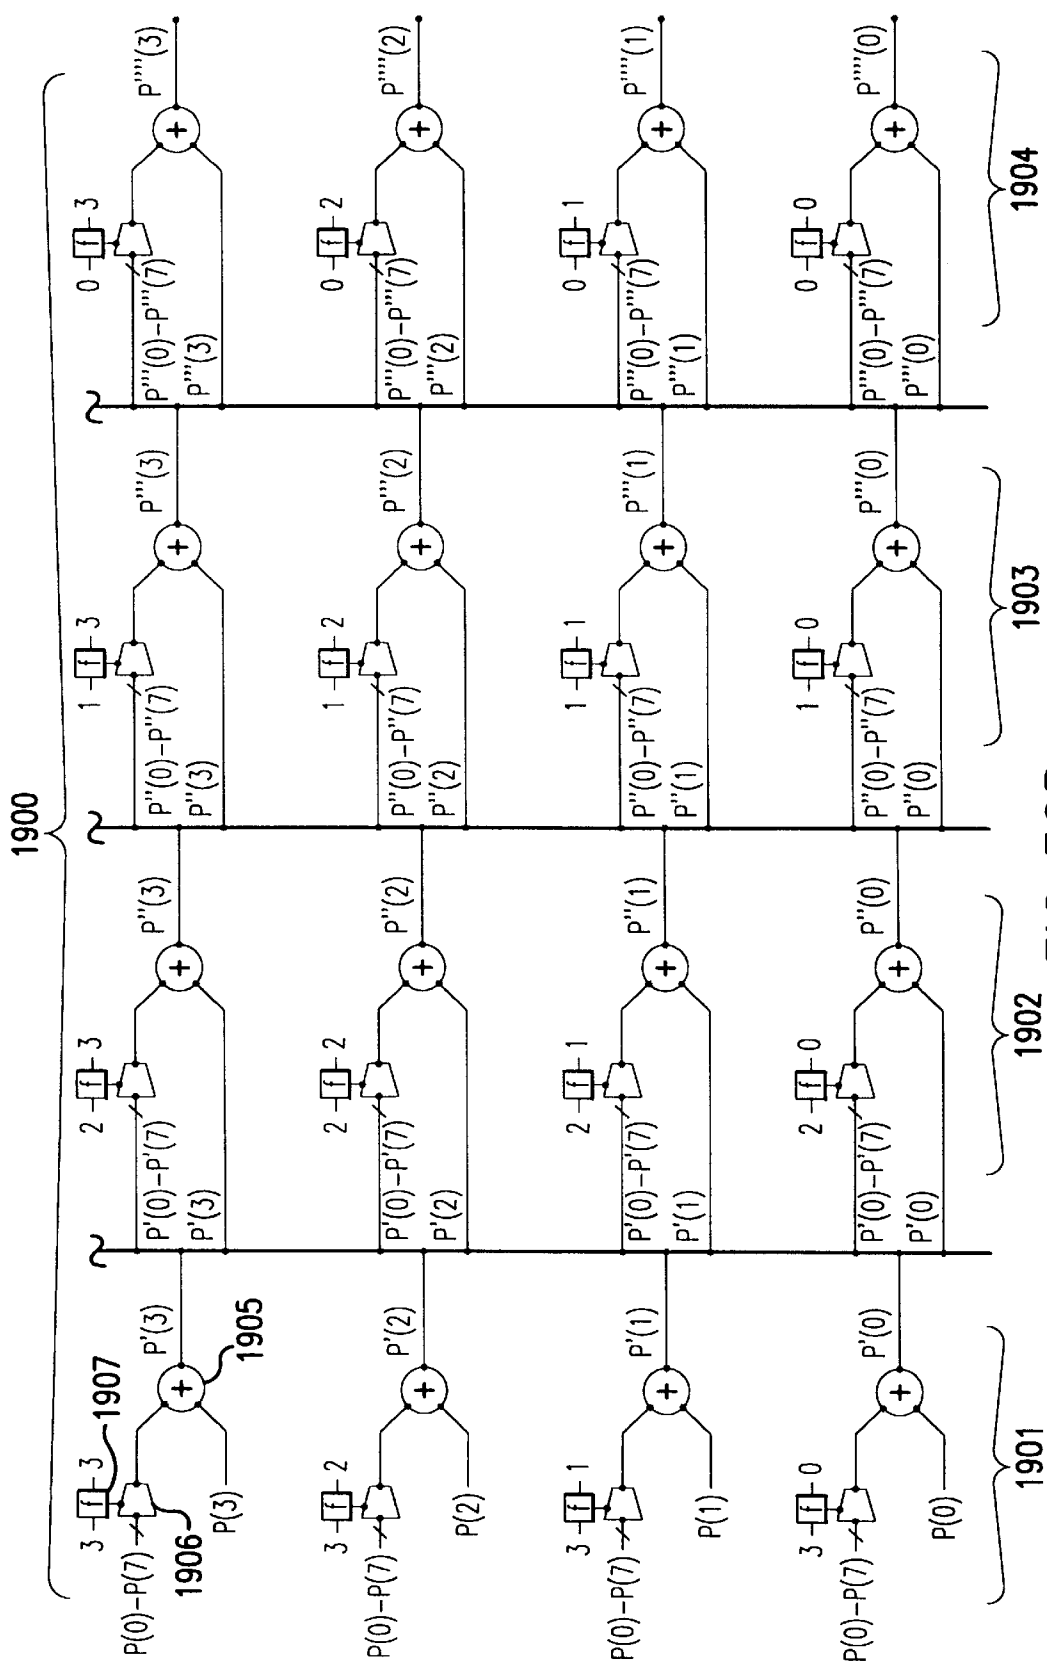 1900
3 f 3
1907
P(0)–P(7)
1906
P(3)
+
1905
P'(3)
3 f 2
P(0)–P(7)
P(2)
+
P'(2)
3 f 1
P(0)–P(7)
P(1)
+
P'(1)
3 f 0
P(0)–P(7)
P(0)
+
P'(0)
1901
2 f 3
P'(0)–P'(7)
P'(3)
+
P''(3)
2 f 2
P'(0)–P'(7)
P'(2)
+
P''(2)
2 f 1
P'(0)–P'(7)
P'(1)
+
P''(1)
2 f 0
P'(0)–P'(7)
P'(0)
+
P''(0)
1902
1 f 3
P''(0)–P''(7)
P''(3)
+
P'''(3)
1 f 2
P''(0)–P''(7)
P''(2)
+
P'''(2)
1 f 1
P''(0)–P''(7)
P''(1)
+
P'''(1)
1 f 0
P''(0)–P''(7)
P''(0)
+
P'''(0)
1903
0 f 3
P'''(0)–P'''(7)
P'''(3)
+
P''''(3)
0 f 2
P'''(0)–P'''(7)
P'''(2)
+
P''''(2)
0 f 1
P'''(0)–P'''(7)
P'''(1)
+
P''''(1)
0 f 0
P'''(0)–P'''(7)
P'''(0)
+
P''''(0)
1904